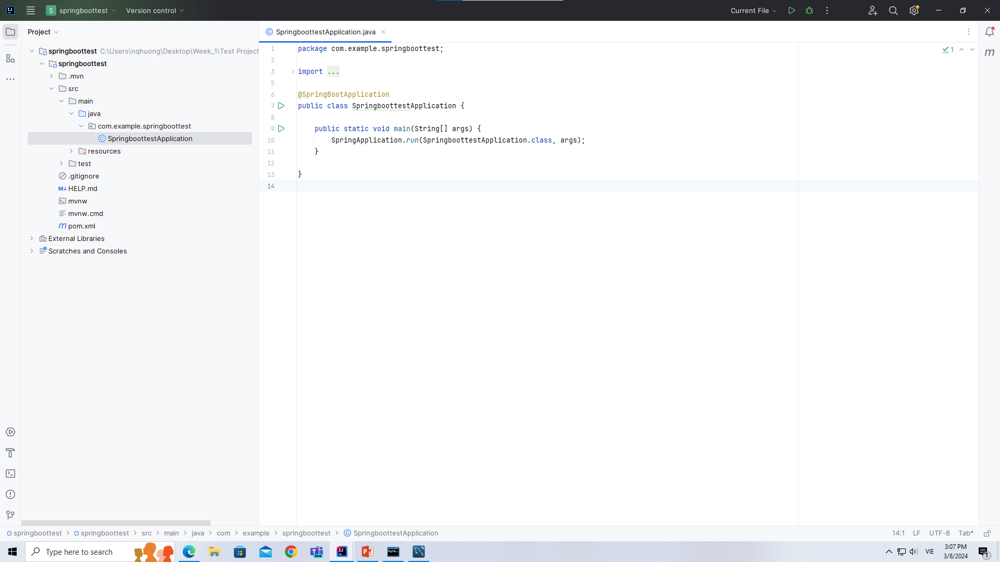 springboottest
Version control
Current File
Project
SpringboottestApplication.java
springboottest C:\Users\nqhuong\Desktop\Week_1\Test Project
springboottest
.mvn
src
main
java
com.example.springboottest
SpringboottestApplication
resources
test
.gitignore
HELP.md
mvnw
mvnw.cmd
pom.xml
External Libraries
Scratches and Consoles
1 package com.example.springboottest;
2
3 import ...
5
6 @SpringBootApplication
7 public class SpringboottestApplication {
8
9 public static void main(String[] args) {
10 SpringApplication.run(SpringboottestApplication.class, args);
11 }
12
13 }
14
1
m
springboottest > springboottest > src > main > java > com > example > springboottest > SpringboottestApplication
14:1 LF UTF-8 Tab*
Type here to search
NEW
MySQL
VIE
3:07 PM
3/8/2024
1